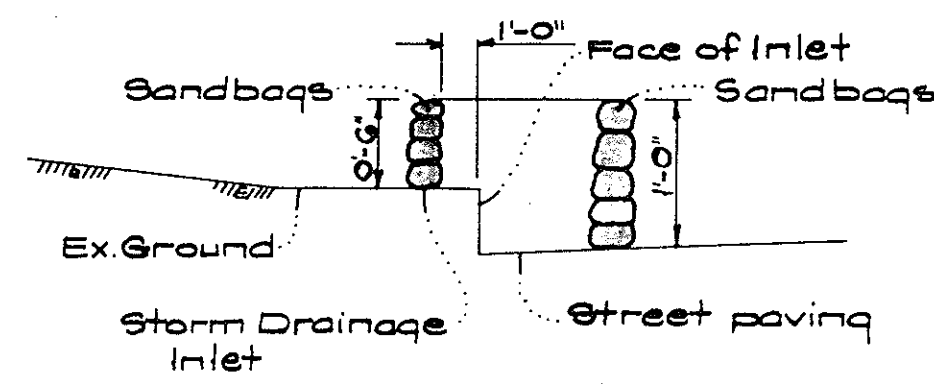 1'-0"
Face of Inlet
Sandbags
Sandbags
0'-6"
1'-0"
Ex. Ground
Storm Drainage
Inlet
Street paving